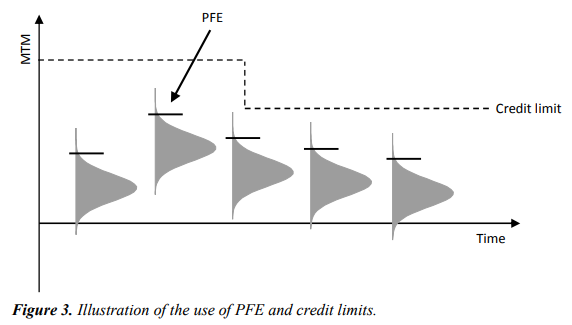 PFE
MTM
Credit limit
Time
Figure 3. Illustration of the use of PFE and credit limits.